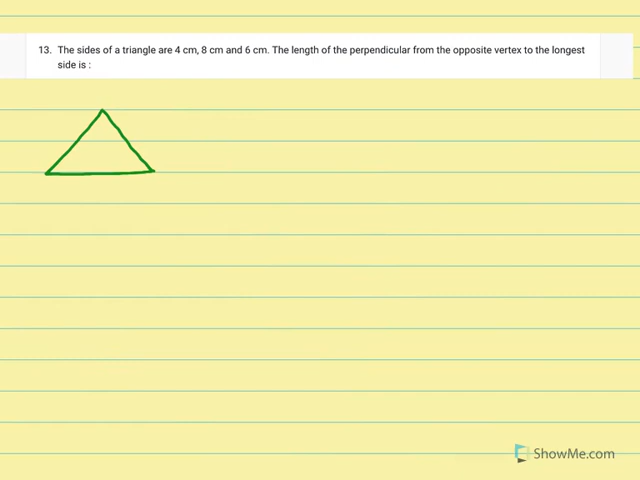 13. The sides of a triangle are 4 cm, 8 cm and 6 cm. The length of the perpendicular from the opposite vertex to the longest
side is :
ShowMe.com